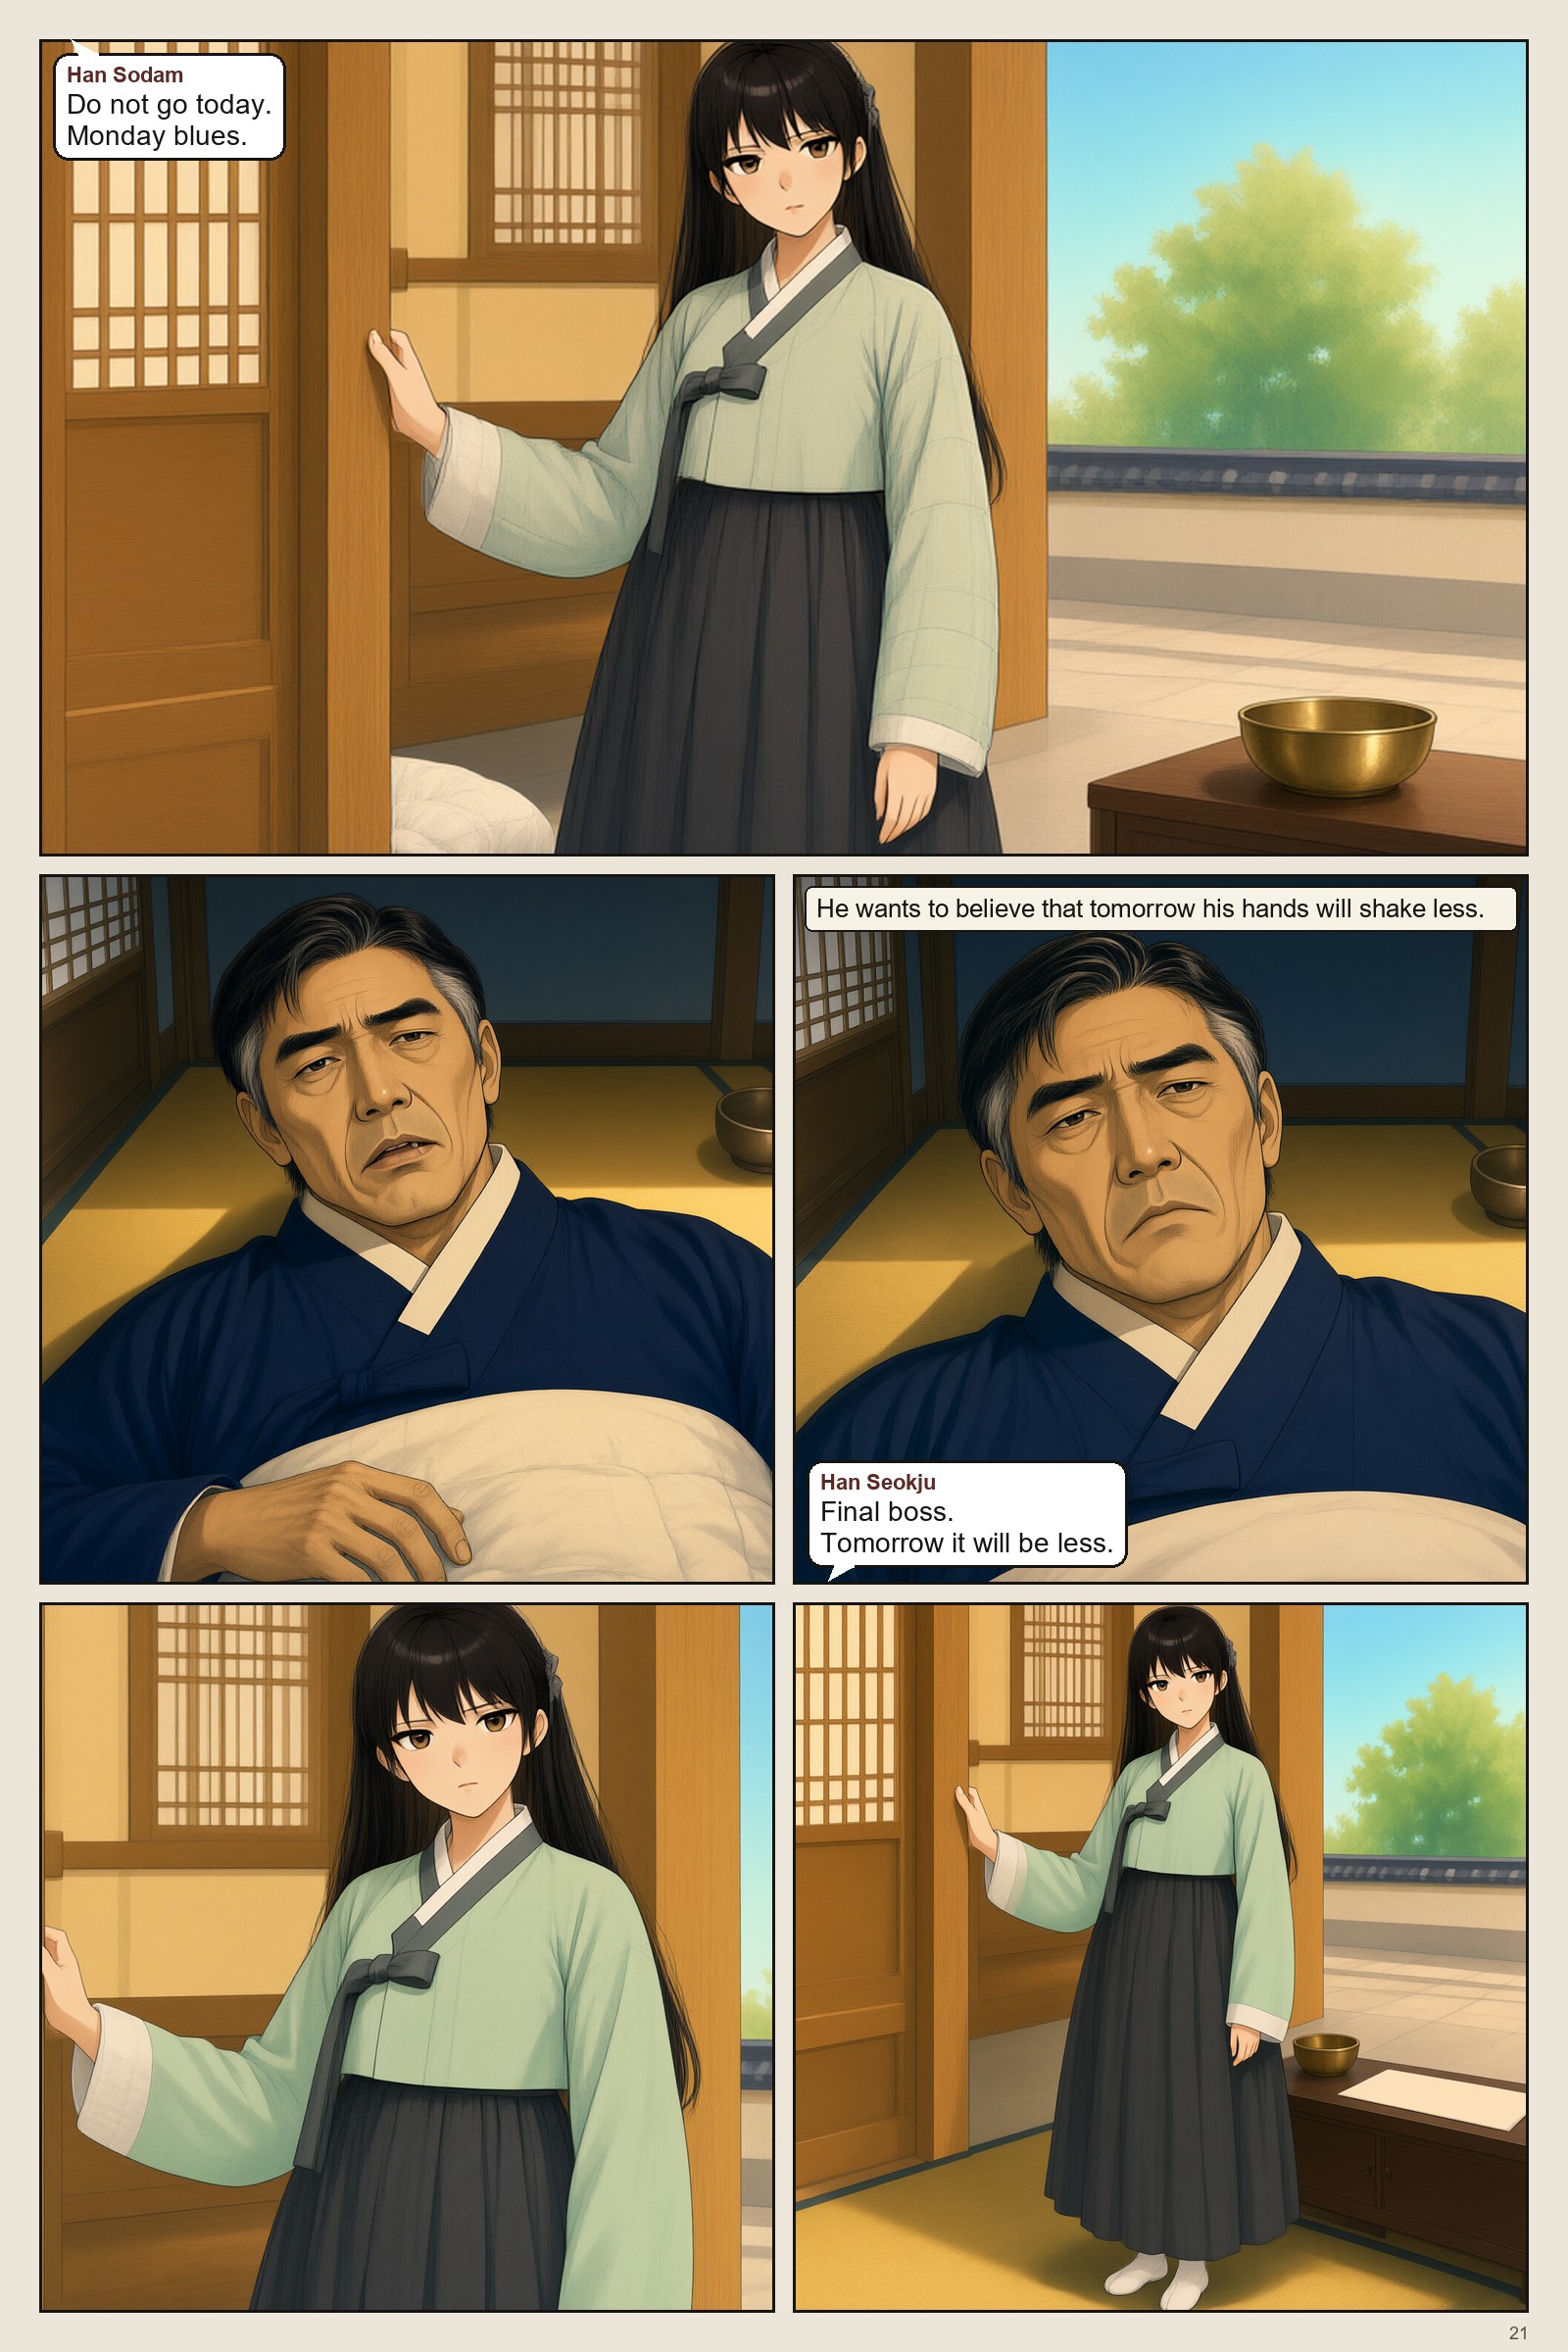 Han Sodam
Do not go today.
Monday blues.
He wants to believe that tomorrow his hands will shake less.
Han Seokju
Final boss.
Tomorrow it will be less.
21